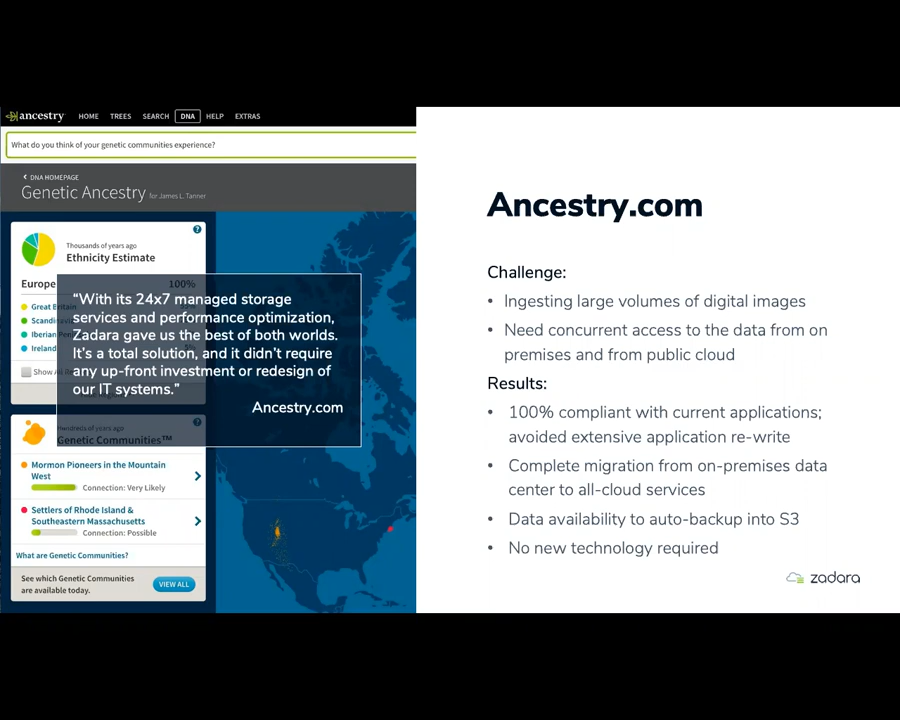 ancestry HOME TREES SEARCH DNA HELP EXTRAS
What do you think of your genetic communities experience?
DNA HOMEPAGE
Genetic Ancestry for James L. Tanner
?
Thousands of years ago
Ethnicity Estimate
Europe 100%
Great Britain
Ireland
Show All
“With its 24x7 managed storage
services and performance optimization,
Zadara gave us the best of both worlds.
It’s a total solution, and it didn’t require
any up-front investment or redesign of
our IT systems.”
Ancestry.com
?
Hundreds of years ago
Genetic Communities™
Mormon Pioneers in the Mountain
West
Connection: Very Likely
Settlers of Rhode Island &
Southeastern Massachusetts
Connection: Possible
What are Genetic Communities?
See which Genetic Communities
are available today.
VIEW ALL
Ancestry.com
Challenge:
• Ingesting large volumes of digital images
• Need concurrent access to the data from on
premises and from public cloud
Results:
• 100% compliant with current applications;
avoided extensive application re-write
• Complete migration from on-premises data
center to all-cloud services
• Data availability to auto-backup into S3
• No new technology required
zadara